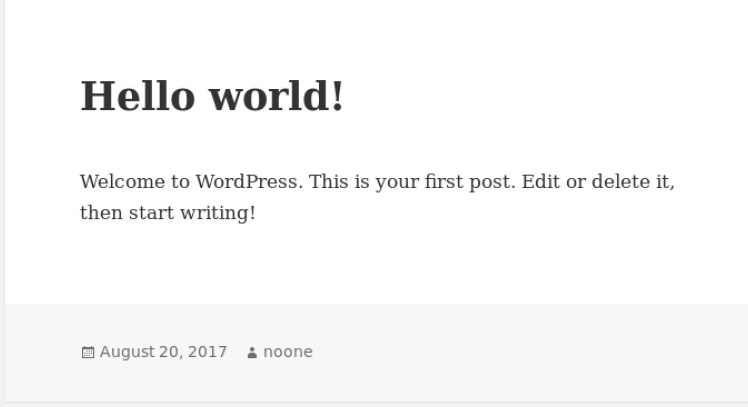 Hello world!
Welcome to WordPress. This is your first post. Edit or delete it,
then start writing!
August 20, 2017 noone